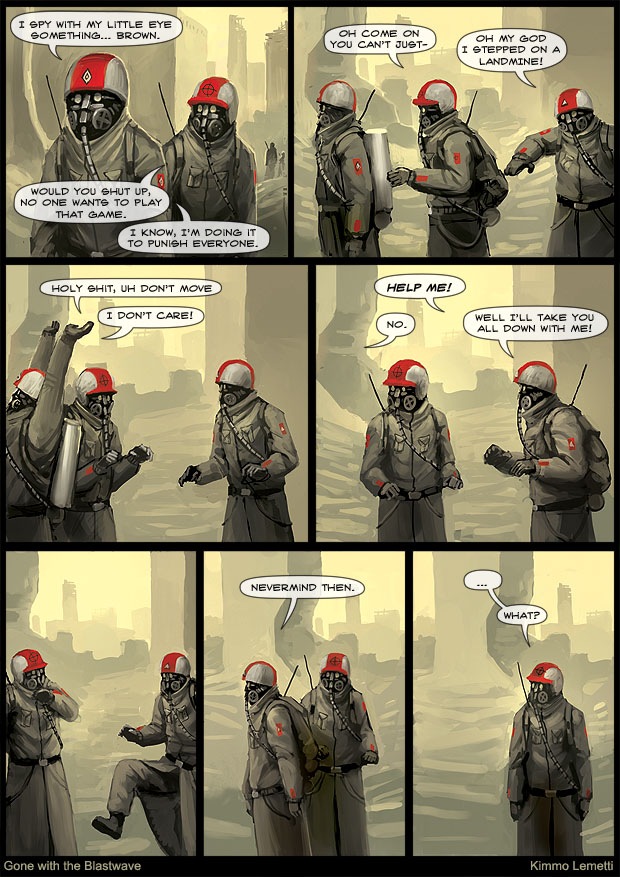 I SPY WITH MY LITTLE EYE
SOMETHING... BROWN.
WOULD YOU SHUT UP,
NO ONE WANTS TO PLAY
THAT GAME.
I KNOW, I'M DOING IT
TO PUNISH EVERYONE.
OH COME ON
YOU CAN'T JUST-
OH MY GOD
I STEPPED ON A
LANDMINE!
HOLY SHIT, UH DON'T MOVE
I DON'T CARE!
HELP ME!
NO.
WELL I'LL TAKE YOU
ALL DOWN WITH ME!
NEVERMIND THEN.
...
WHAT?
Gone with the Blastwave
Kimmo Lemetti